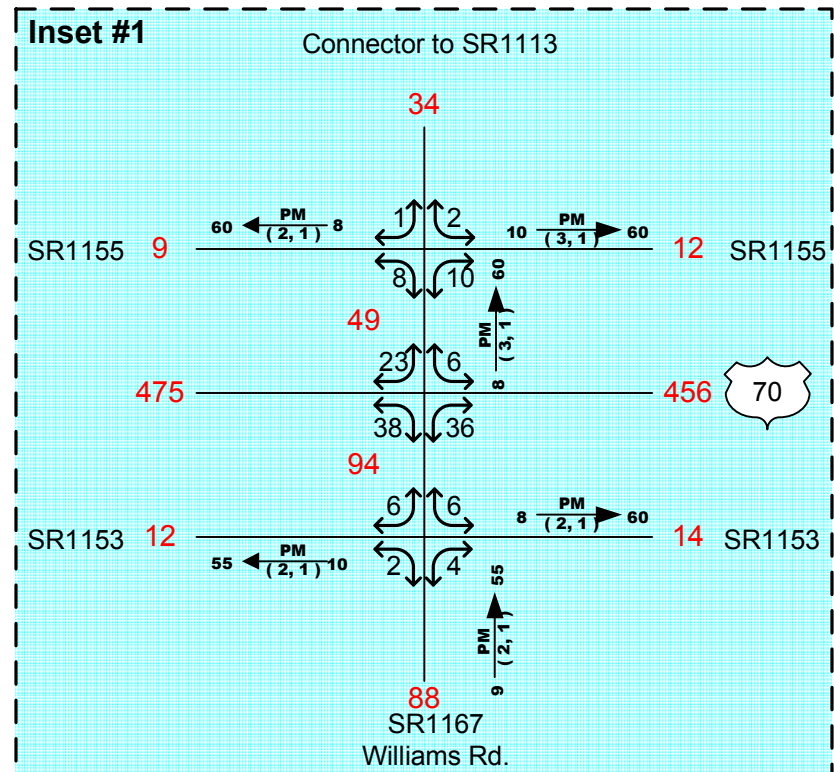 Inset #1
Connector to SR1113
34
60 PM 8
( 2, 1 )
1 2
10 PM 60
( 3, 1 )
SR1155 9
12 SR1155
8 10
60
PM
( 3, 1 )
8
49
23 6
475
456 70
38 36
94
6 6
8 PM 60
( 2, 1 )
SR1153 12
14 SR1153
55 PM 10
( 2, 1 )
2 4
55
PM
( 2, 1 )
9
88
SR1167
Williams Rd.